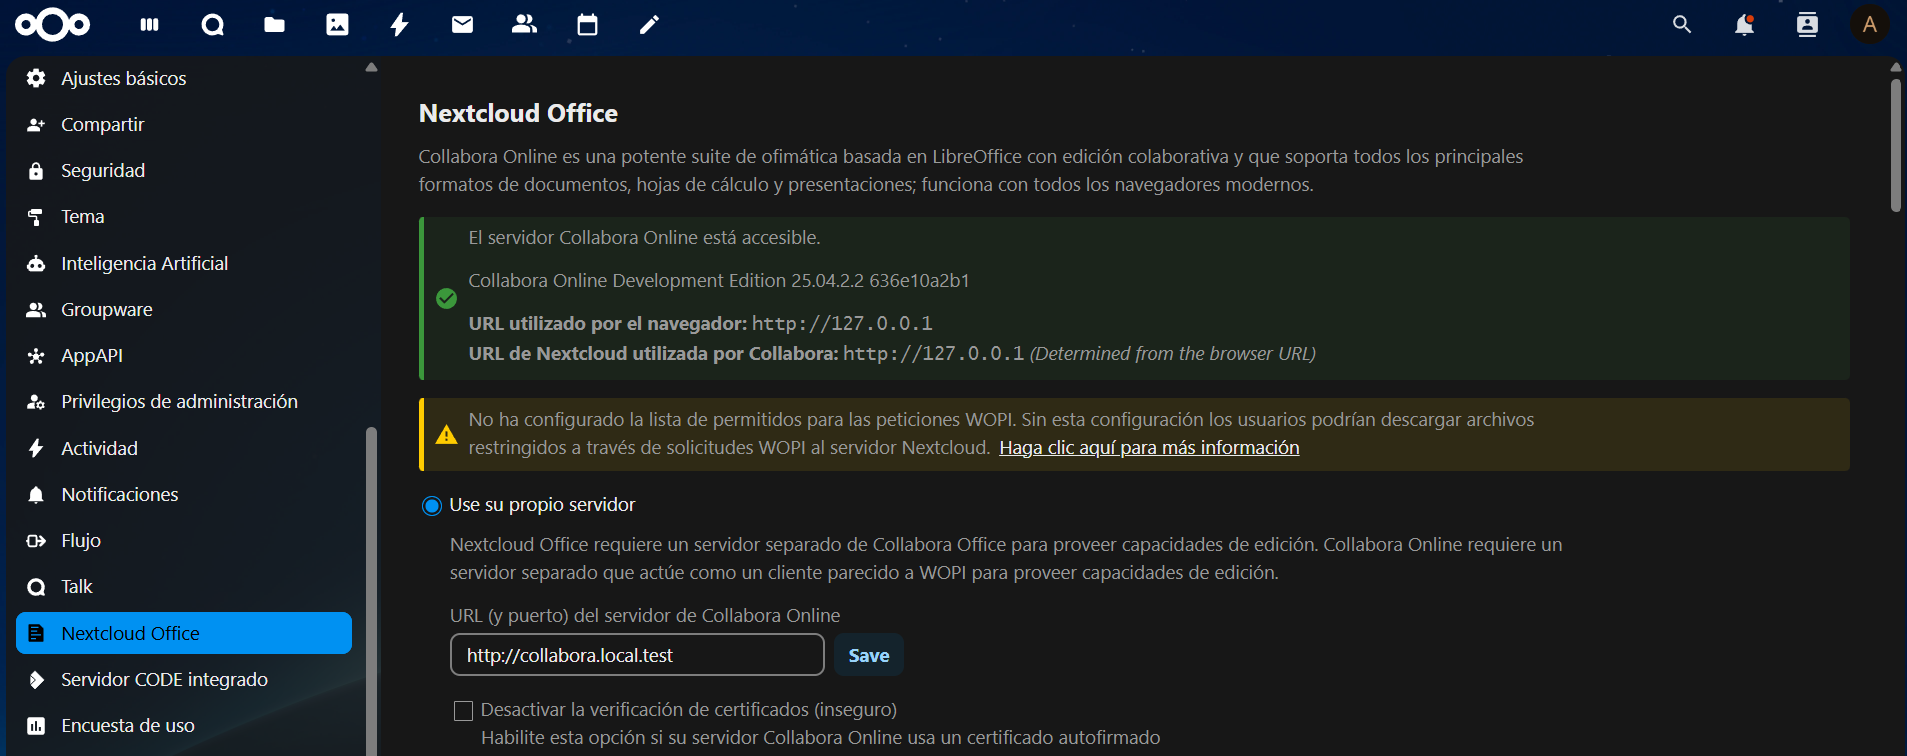 A
Ajustes básicos
Compartir
Seguridad
Tema
Inteligencia Artificial
Groupware
AppAPI
Privilegios de administración
Actividad
Notificaciones
Flujo
Talk
Nextcloud Office
Servidor CODE integrado
Encuesta de uso
Nextcloud Office
Collabora Online es una potente suite de ofimática basada en LibreOffice con edición colaborativa y que soporta todos los principales
formatos de documentos, hojas de cálculo y presentaciones; funciona con todos los navegadores modernos.
El servidor Collabora Online está accesible.
Collabora Online Development Edition 25.04.2.2 636e10a2b1
URL utilizado por el navegador: http://127.0.0.1
URL de Nextcloud utilizada por Collabora: http://127.0.0.1 (Determined from the browser URL)
No ha configurado la lista de permitidos para las peticiones WOPI. Sin esta configuración los usuarios podrían descargar archivos
restringidos a través de solicitudes WOPI al servidor Nextcloud. Haga clic aquí para más información
Use su propio servidor
Nextcloud Office requiere un servidor separado de Collabora Office para proveer capacidades de edición. Collabora Online requiere un
servidor separado que actúe como un cliente parecido a WOPI para proveer capacidades de edición.
URL (y puerto) del servidor de Collabora Online
http://collabora.local.test Save
Desactivar la verificación de certificados (inseguro)
Habilite esta opción si su servidor Collabora Online usa un certificado autofirmado